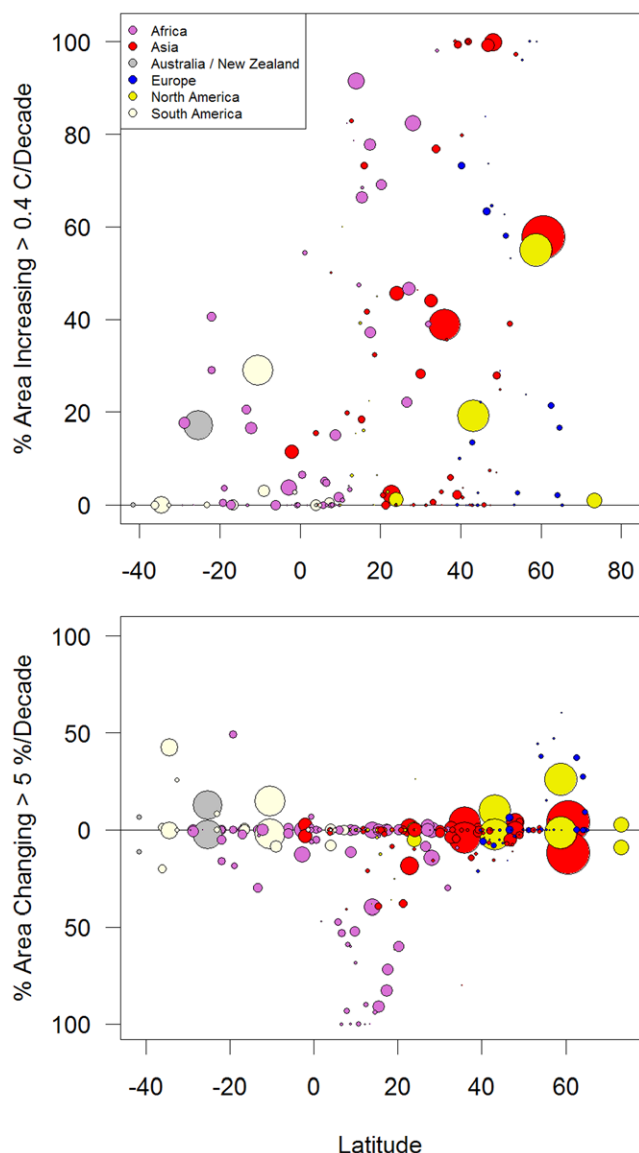 % Area Increasing > 0.4 C/Decade
100
80
60
40
20
0
Africa
Asia
Australia / New Zealand
Europe
North America
South America
-40 -20 0 20 40 60 80
% Area Changing > 5 %/Decade
100
50
0
50
100
-40 -20 0 20 40 60
Latitude